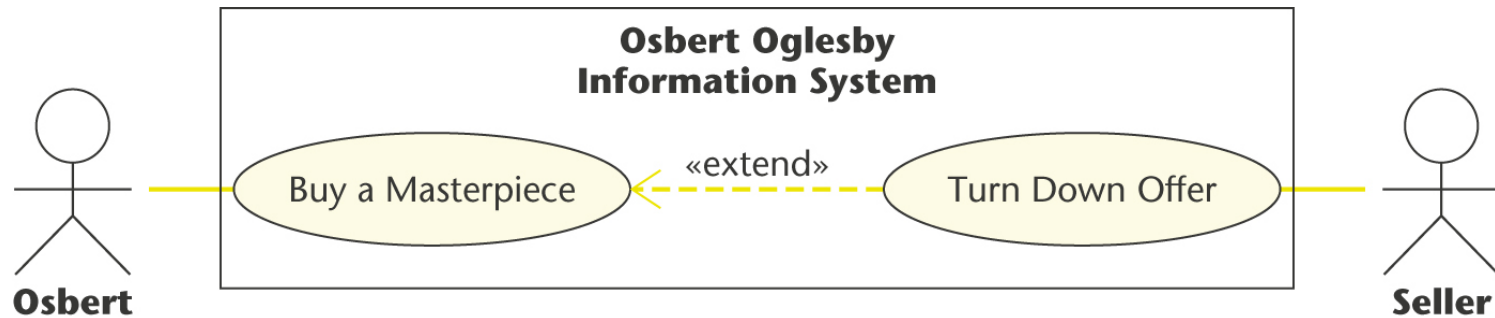 Osbert Oglesby
Information System
Buy a Masterpiece
«extend»
Turn Down Offer
Osbert
Seller